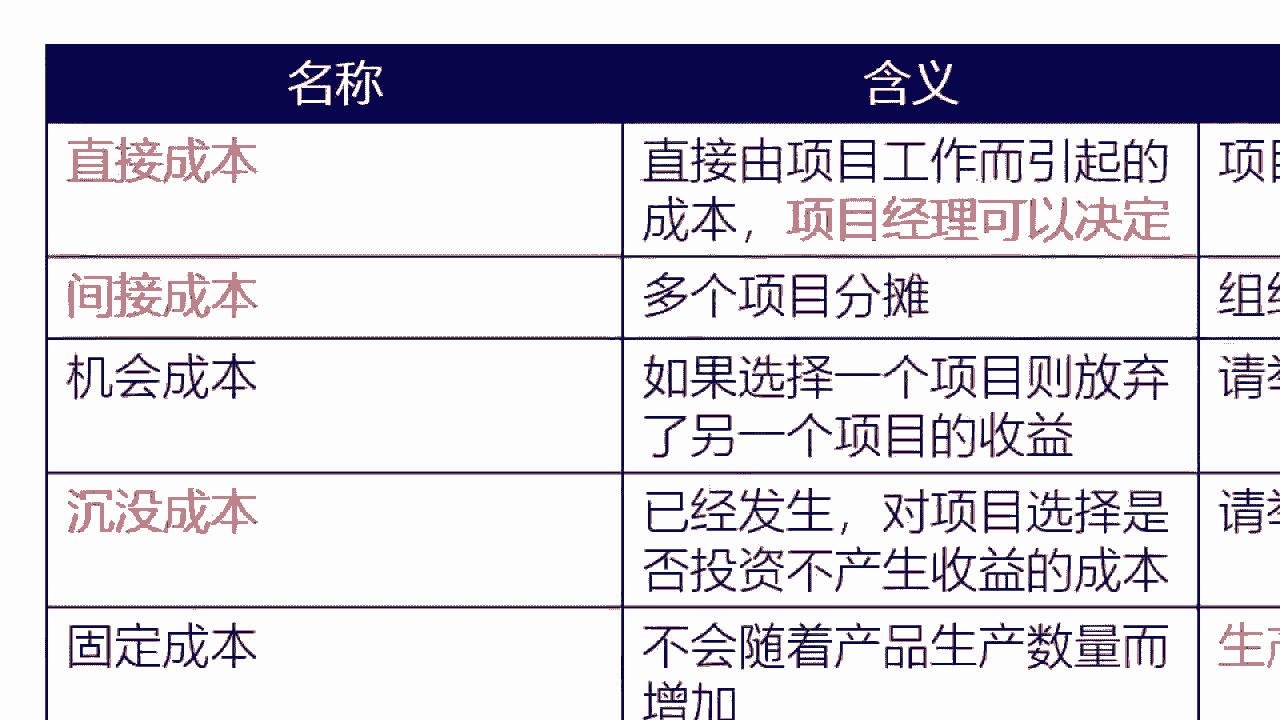 名称 含义
直接成本 直接由项目工作而引起的 项目
成本，项目经理可以决定
间接成本 多个项目分摊 组织
机会成本 如果选择一个项目则放弃 请举
了另一个项目的收益
沉没成本 已经发生，对项目选择是 请举
否投资不产生收益的成本
固定成本 不会随着产品生产数量而 生产
增加